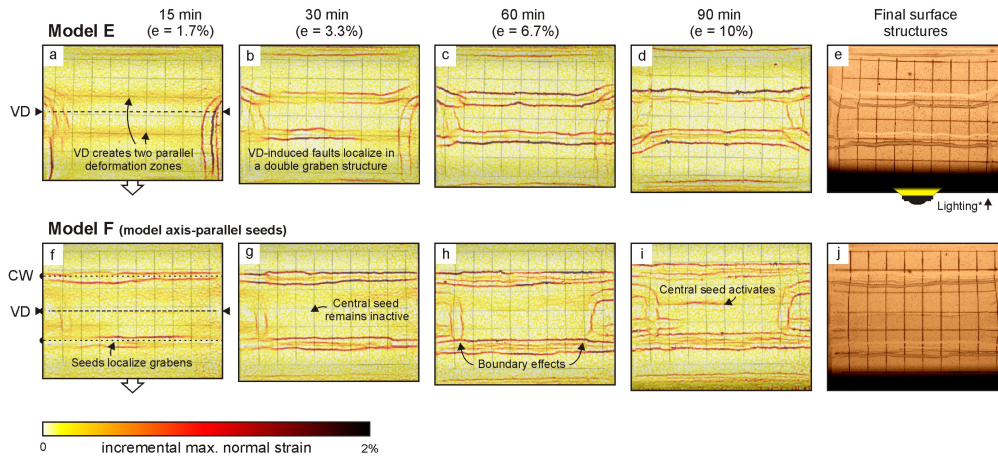 15 min
(e = 1.7%)
30 min
(e = 3.3%)
60 min
(e = 6.7%)
90 min
(e = 10%)
Final surface
structures
Model E
a
b
c
d
e
VD
VD creates two parallel
deformation zones
VD-induced faults localize in
a double graben structure
Lighting*
Model F (model axis-parallel seeds)
f
g
h
i
j
CW
VD
Seeds localize grabens
Central seed
remains inactive
Boundary effects
Central seed activates
0
incremental max. normal strain
2%